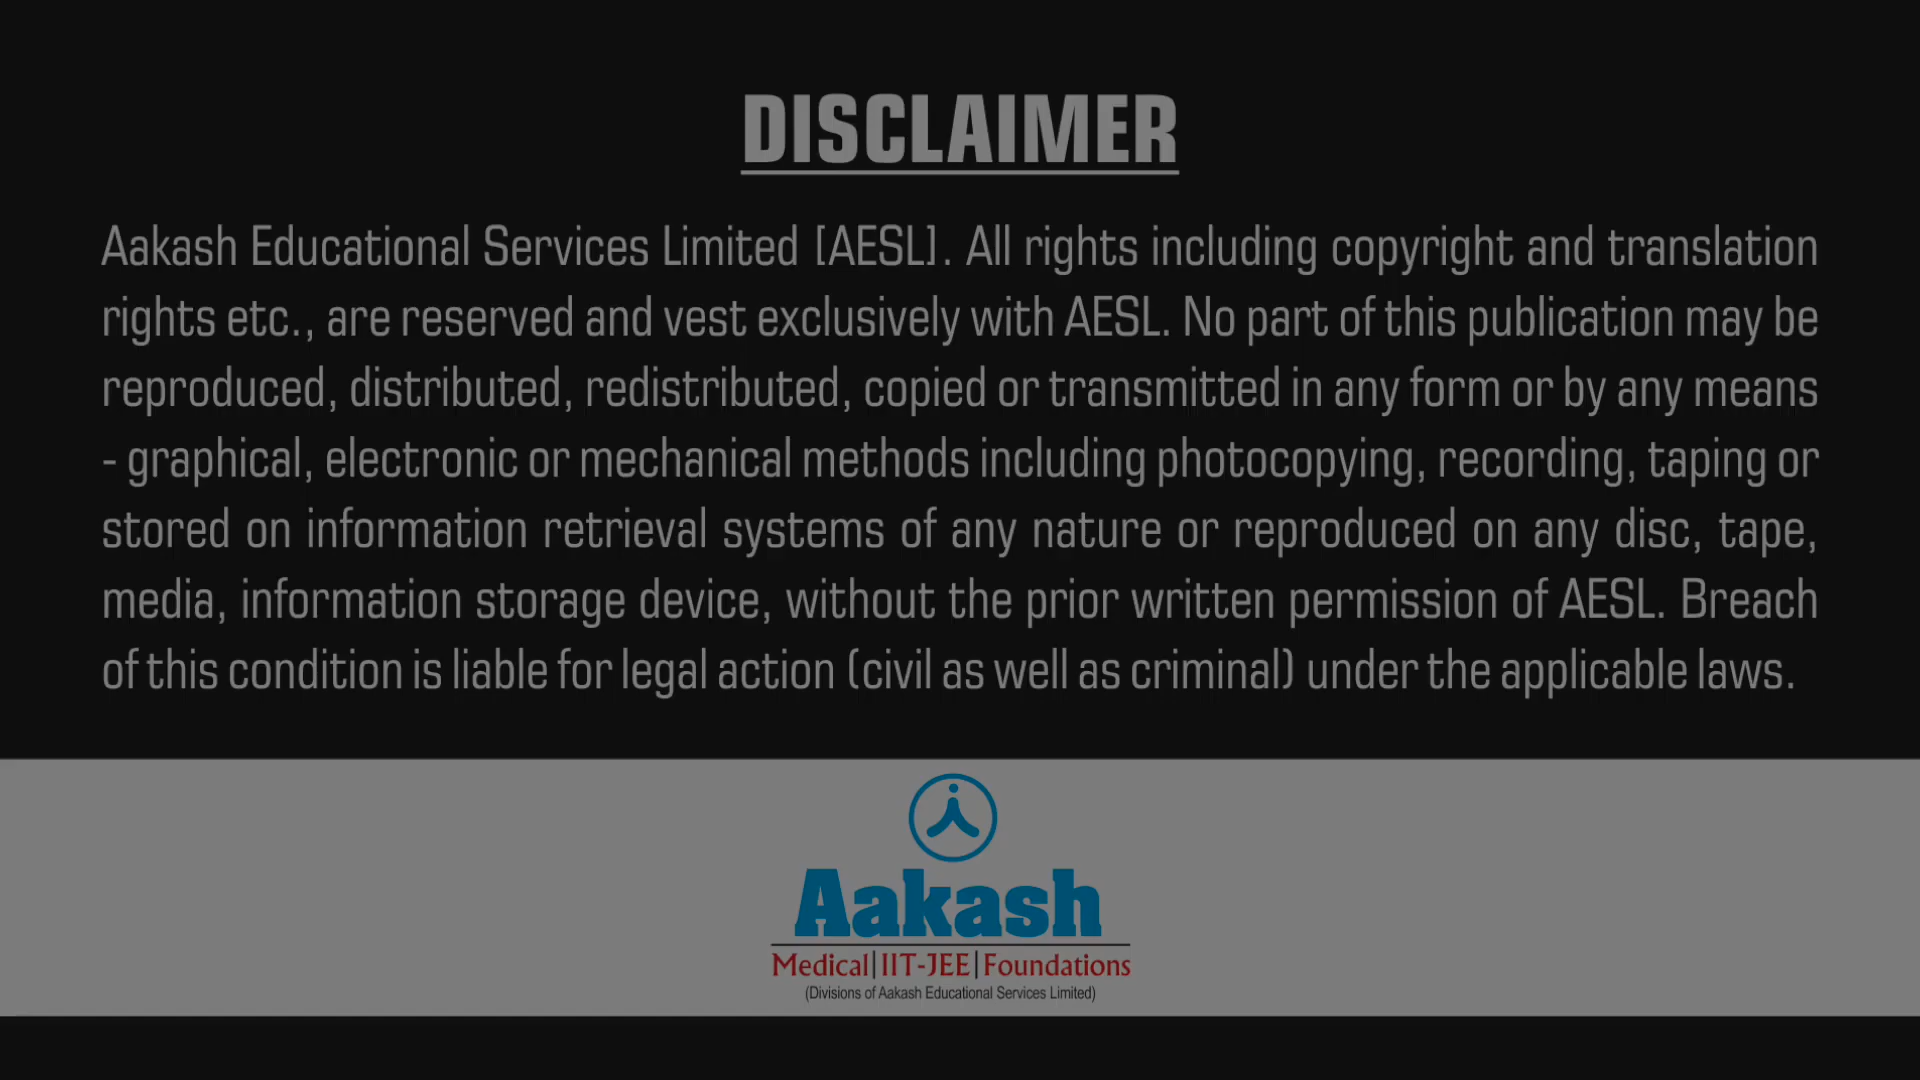 DISCLAIMER
Aakash Educational Services Limited [AESL]. All rights including copyright and translation
rights etc., are reserved and vest exclusively with AESL. No part of this publication may be
reproduced, distributed, redistributed, copied or transmitted in any form or by any means
- graphical, electronic or mechanical methods including photocopying, recording, taping or
stored on information retrieval systems of any nature or reproduced on any disc, tape,
media, information storage device, without the prior written permission of AESL. Breach
of this condition is liable for legal action (civil as well as criminal) under the applicable laws.
Aakash
Medical|IIT-JEE|Foundations
(Divisions of Aakash Educational Services Limited)